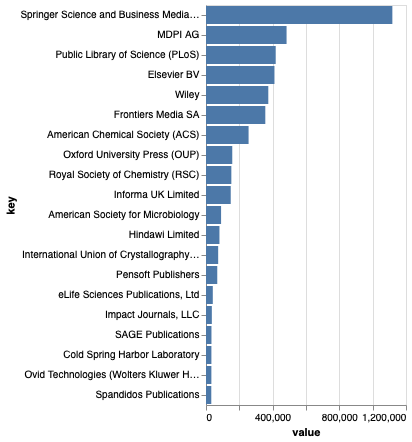 Springer Science and Business Media…
MDPI AG
Public Library of Science (PLoS)
Elsevier BV
Wiley
Frontiers Media SA
American Chemical Society (ACS)
Oxford University Press (OUP)
Royal Society of Chemistry (RSC)
Informa UK Limited
American Society for Microbiology
Hindawi Limited
International Union of Crystallography…
Pensoft Publishers
eLife Sciences Publications, Ltd
Impact Journals, LLC
SAGE Publications
Cold Spring Harbor Laboratory
Ovid Technologies (Wolters Kluwer H…
Spandidos Publications
key
0 400,000 800,000 1,200,000
value